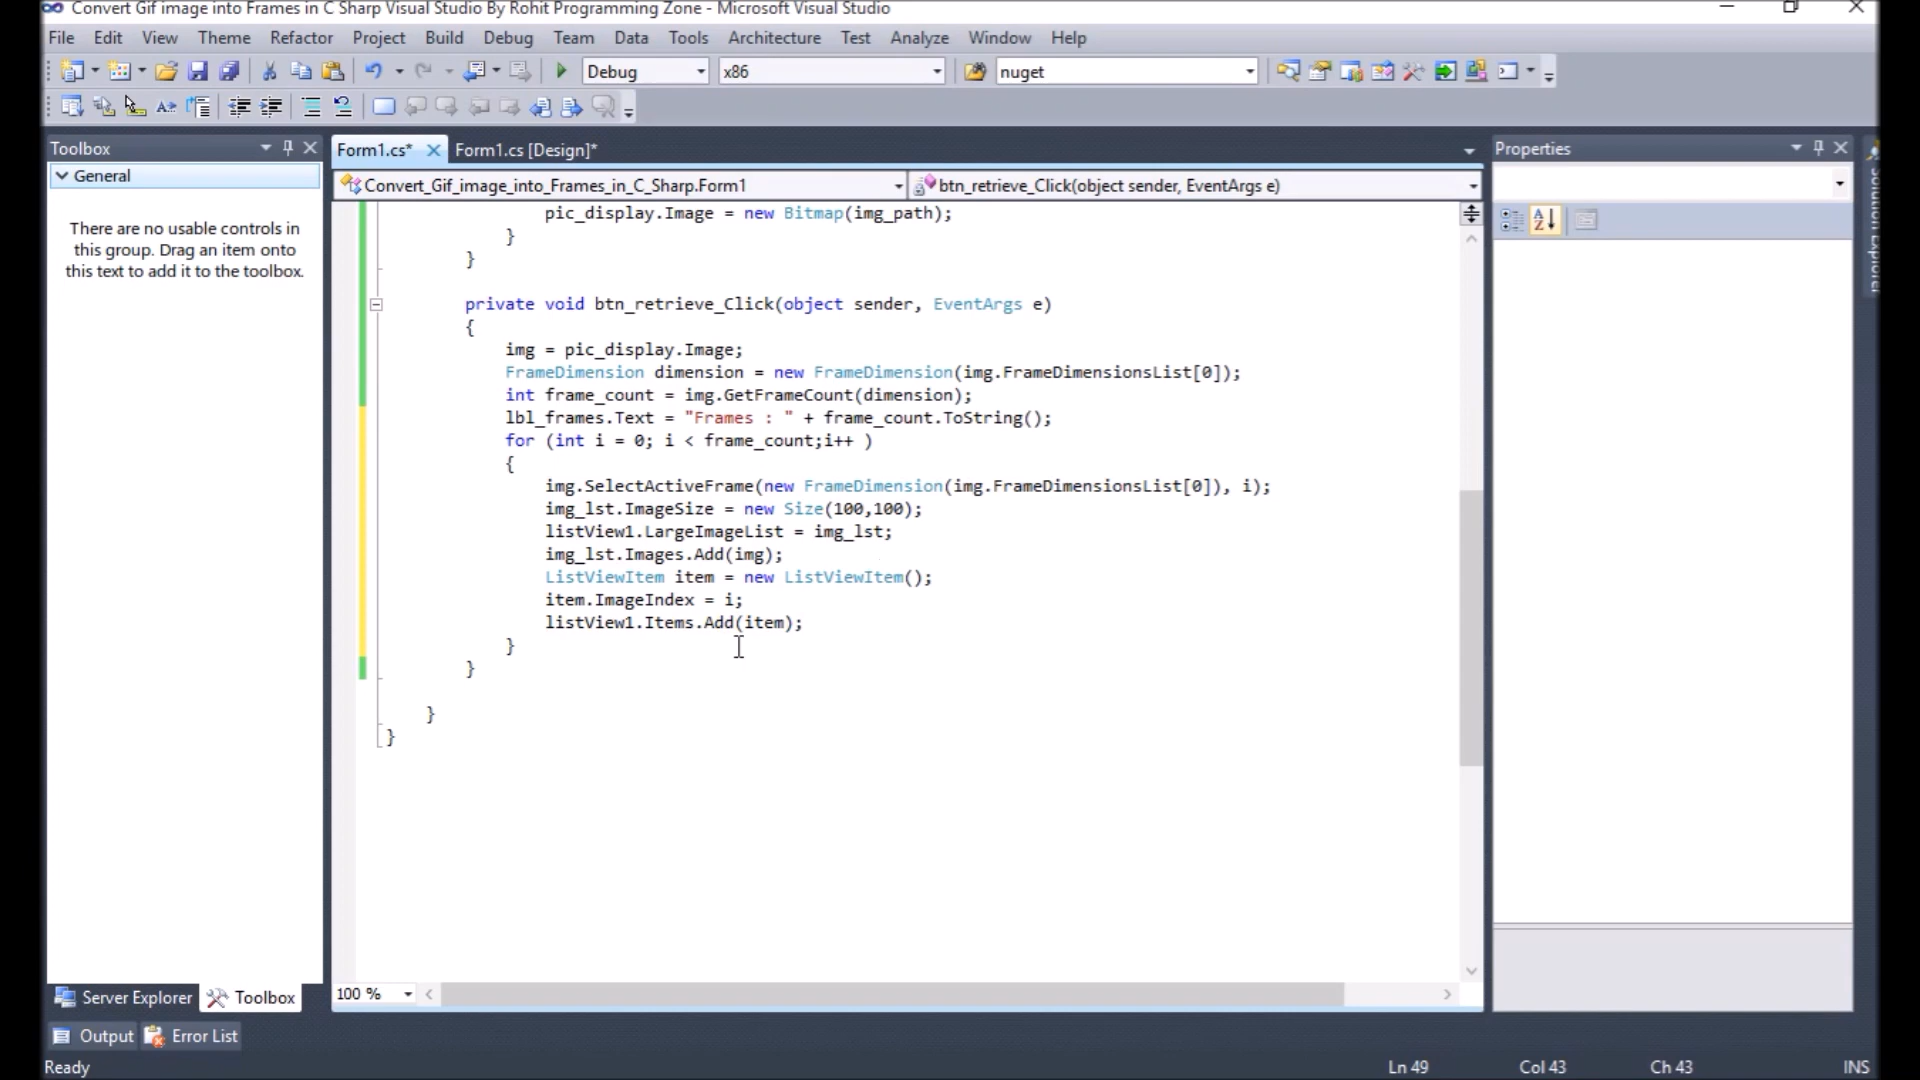 Convert Gif image into Frames in C Sharp Visual Studio By Rohit Programming Zone - Microsoft Visual Studio
File Edit View Theme Refactor Project Build Debug Team Data Tools Architecture Test Analyze Window Help
Debug x86 nuget
Toolbox
General
There are no usable controls in
this group. Drag an item onto
this text to add it to the toolbox.
Form1.cs* Form1.cs [Design]*
Convert_Gif_image_into_Frames_in_C_Sharp.Form1 btn_retrieve_Click(object sender, EventArgs e)
pic_display.Image = new Bitmap(img_path);
}
}
private void btn_retrieve_Click(object sender, EventArgs e)
{
img = pic_display.Image;
FrameDimension dimension = new FrameDimension(img.FrameDimensionsList[0]);
int frame_count = img.GetFrameCount(dimension);
lbl_frames.Text = "Frames : " + frame_count.ToString();
for (int i = 0; i < frame_count;i++ )
{
img.SelectActiveFrame(new FrameDimension(img.FrameDimensionsList[0]), i);
img_lst.ImageSize = new Size(100,100);
listView1.LargeImageList = img_lst;
img_lst.Images.Add(img);
ListViewItem item = new ListViewItem();
item.ImageIndex = i;
listView1.Items.Add(item);
}
}
}
}
100 %
Properties
Solution Explorer
Server Explorer Toolbox
Output Error List
Ready Ln 49 Col 43 Ch 43 INS